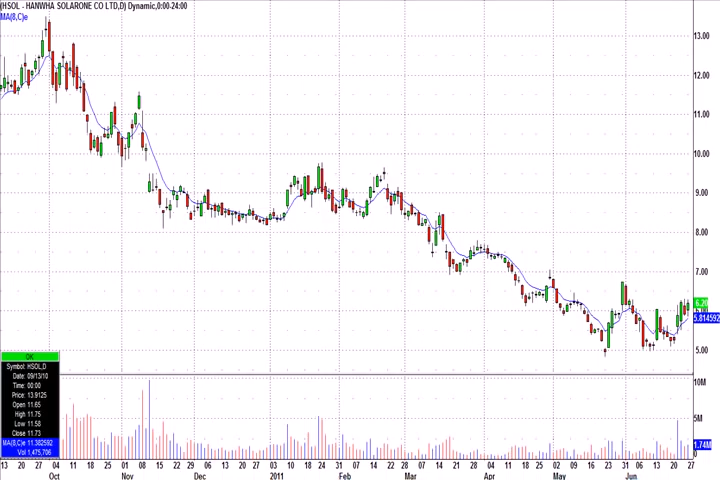 (HSOL - HANWHA SOLARONE CO LTD,D) Dynamic,0:00-24:00
MA(8,C)e
13.00
12.00
11.00
10.00
9.00
8.00
7.00
6.20
6.00
5.814592
5.00
OK
Symbol: HSOL,D
Date: 09/13/10
Time: 00:00
Price: 13.9125
Open 11.65
High 11.75
Low 11.58
Close 11.73
MA(8,C)e 11.382592
Vol 1,475,706
10M
5M
1.74M
13 20 27 04 11 18 25 01 08 15 22 29 06 13 20 27 03 10 18 24 31 07 14 22 28 07 14 21 28 04 11 18 25 02 09 16 23 31 06 13 20 27
Oct Nov Dec 2011 Feb Mar Apr May Jun